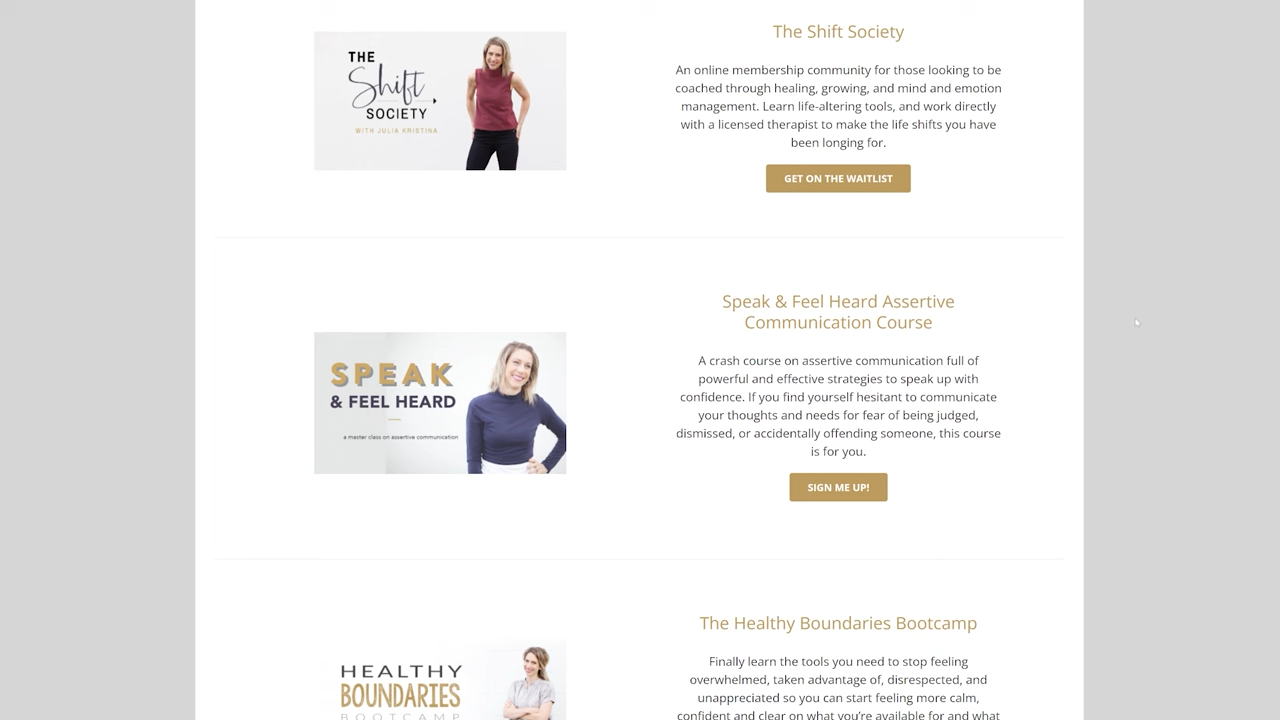 THE
Shift
SOCIETY
WITH JULIA KRISTINA
The Shift Society
An online membership community for those looking to be
coached through healing, growing, and mind and emotion
management. Learn life-altering tools, and work directly
with a licensed therapist to make the life shifts you have
been longing for.
GET ON THE WAITLIST
SPEAK
& FEEL HEARD
a master class on assertive communication
Speak & Feel Heard Assertive
Communication Course
A crash course on assertive communication full of
powerful and effective strategies to speak up with
confidence. If you find yourself hesitant to communicate
your thoughts and needs for fear of being judged,
dismissed, or accidentally offending someone, this course
is for you.
SIGN ME UP!
HEALTHY
BOUNDARIES
BOOTCAMP
The Healthy Boundaries Bootcamp
Finally learn the tools you need to stop feeling
overwhelmed, taken advantage of, disrespected, and
unappreciated so you can start feeling more calm,
confident and clear on what you're available for and what